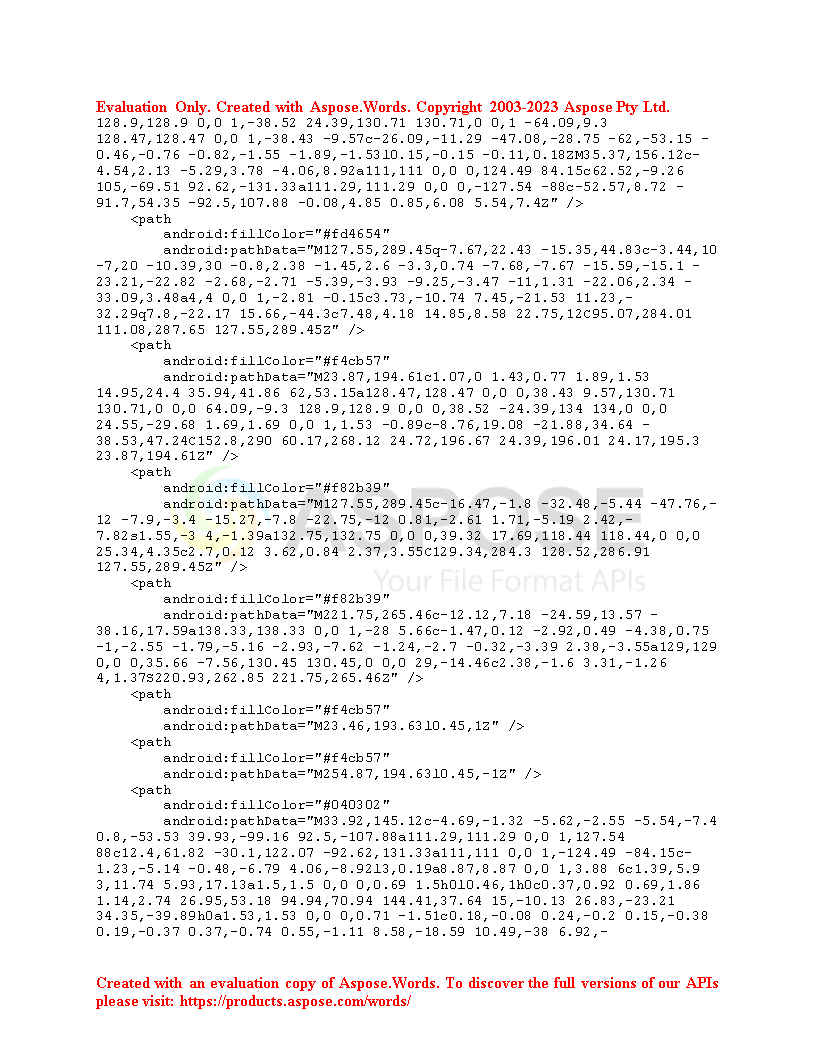 Evaluation Only. Created with Aspose.Words. Copyright 2003-2023 Aspose Pty Ltd.
128.9,128.9 0,0 1,-38.52 24.39,130.71 130.71,0 0,1 -64.09,9.3
128.47,128.47 0,0 1,-38.43 -9.57c-26.09,-11.29 -47.08,-28.75 -62,-53.15 -
0.46,-0.76 -0.82,-1.55 -1.89,-1.53l0.15,-0.15 -0.11,0.18ZM35.37,156.12c-
4.54,2.13 -5.29,3.78 -4.06,8.92a111,111 0,0 0,124.49 84.15c62.52,-9.26
105,-69.51 92.62,-131.33a111.29,111.29 0,0 0,-127.54 -88c-52.57,8.72 -
91.7,54.35 -92.5,107.88 -0.08,4.85 0.85,6.08 5.54,7.4Z" />
<path
android:fillColor="#fd4654"
android:pathData="M127.55,289.45q-7.67,22.43 -15.35,44.83c-3.44,10
-7,20 -10.39,30 -0.8,2.38 -1.45,2.6 -3.3,0.74 -7.68,-7.67 -15.59,-15.1 -
23.21,-22.82 -2.68,-2.71 -5.39,-3.93 -9.25,-3.47 -11,1.31 -22.06,2.34 -
33.09,3.48a4,4 0,0 1,-2.81 -0.15c3.73,-10.74 7.45,-21.53 11.23,-
32.29q7.8,-22.17 15.66,-44.3c7.48,4.18 14.85,8.58 22.75,12C95.07,284.01
111.08,287.65 127.55,289.45Z" />
<path
android:fillColor="#f4cb57"
android:pathData="M23.87,194.61c1.07,0 1.43,0.77 1.89,1.53
14.95,24.4 35.94,41.86 62,53.15a128.47,128.47 0,0 0,38.43 9.57,130.71
130.71,0 0,0 64.09,-9.3 128.9,128.9 0,0 0,38.52 -24.39,134 134,0 0,0
24.55,-29.68 1.69,1.69 0,0 1,1.53 -0.89c-8.76,19.08 -21.88,34.64 -
38.53,47.24C152.8,290 60.17,268.12 24.72,196.67 24.39,196.01 24.17,195.3
23.87,194.61Z" />
<path
android:fillColor="#f82b39"
android:pathData="M127.55,289.45c-16.47,-1.8 -32.48,-5.44 -47.76,-
12 -7.9,-3.4 -15.27,-7.8 -22.75,-12 0.81,-2.61 1.71,-5.19 2.42,-
7.82s1.55,-3 4,-1.39a132.75,132.75 0,0 0,39.32 17.69,118.44 118.44,0 0,0
25.34,4.35c2.7,0.12 3.62,0.84 2.37,3.55C129.34,284.3 128.52,286.91
127.55,289.45Z" />
<path
android:fillColor="#f82b39"
android:pathData="M221.75,265.46c-12.12,7.18 -24.59,13.57 -
38.16,17.59a138.33,138.33 0,0 1,-28 5.66c-1.47,0.12 -2.92,0.49 -4.38,0.75
-1,-2.55 -1.79,-5.16 -2.93,-7.62 -1.24,-2.7 -0.32,-3.39 2.38,-3.55a129,129
0,0 0,35.66 -7.56,130.45 130.45,0 0,0 29,-14.46c2.38,-1.6 3.31,-1.26
4,1.37S220.93,262.85 221.75,265.46Z" />
<path
android:fillColor="#f4cb57"
android:pathData="M23.46,193.63l0.45,1Z" />
<path
android:fillColor="#f4cb57"
android:pathData="M254.87,194.63l0.45,-1Z" />
<path
android:fillColor="#040302"
android:pathData="M33.92,145.12c-4.69,-1.32 -5.62,-2.55 -5.54,-7.4
0.8,-53.53 39.93,-99.16 92.5,-107.88a111.29,111.29 0,0 1,127.54
88c12.4,61.82 -30.1,122.07 -92.62,131.33a111,111 0,0 1,-124.49 -84.15c-
1.23,-5.14 -0.48,-6.79 4.06,-8.92l3,0.19a8.87,8.87 0,0 1,3.88 6c1.39,5.9
3,11.74 5.93,17.13a1.5,1.5 0,0 0,0.69 1.5h0l0.46,1h0c0.37,0.92 0.69,1.86
1.14,2.74 26.95,53.18 94.94,70.94 144.41,37.64 15,-10.13 26.83,-23.21
34.35,-39.89h0a1.53,1.53 0,0 0,0.71 -1.51c0.18,-0.08 0.24,-0.2 0.15,-0.38
0.19,-0.37 0.37,-0.74 0.55,-1.11 8.58,-18.59 10.49,-38 6.92,-
ASPOSE
Your File Format APIs
Created with an evaluation copy of Aspose.Words. To discover the full versions of our APIs
please visit: https://products.aspose.com/words/